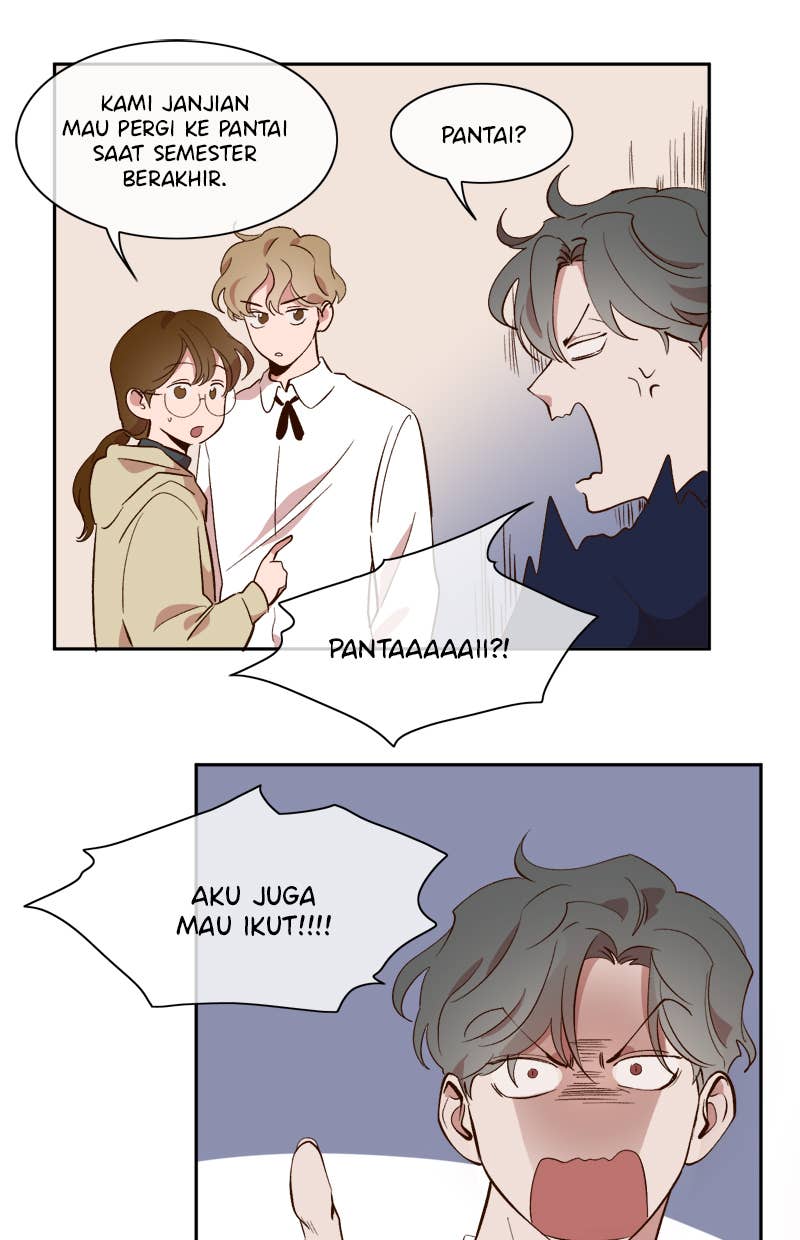 KAMI JANJIAN
MAU PERGI KE PANTAI
SAAT SEMESTER
BERAKHIR.
PANTAI?
PANTAAAAAII?!
AKU JUGA
MAU IKUT!!!!